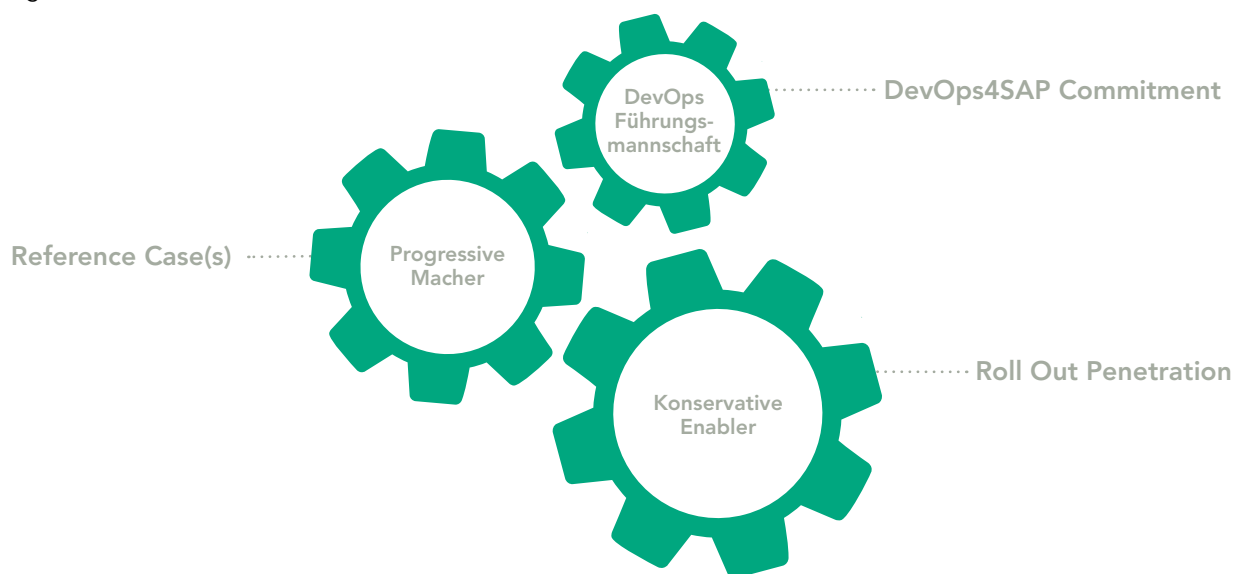 DevOps
Führungs-
mannschaft
DevOps4SAP Commitment
Reference Case(s)
Progressive
Macher
Roll Out Penetration
Konservative
Enabler